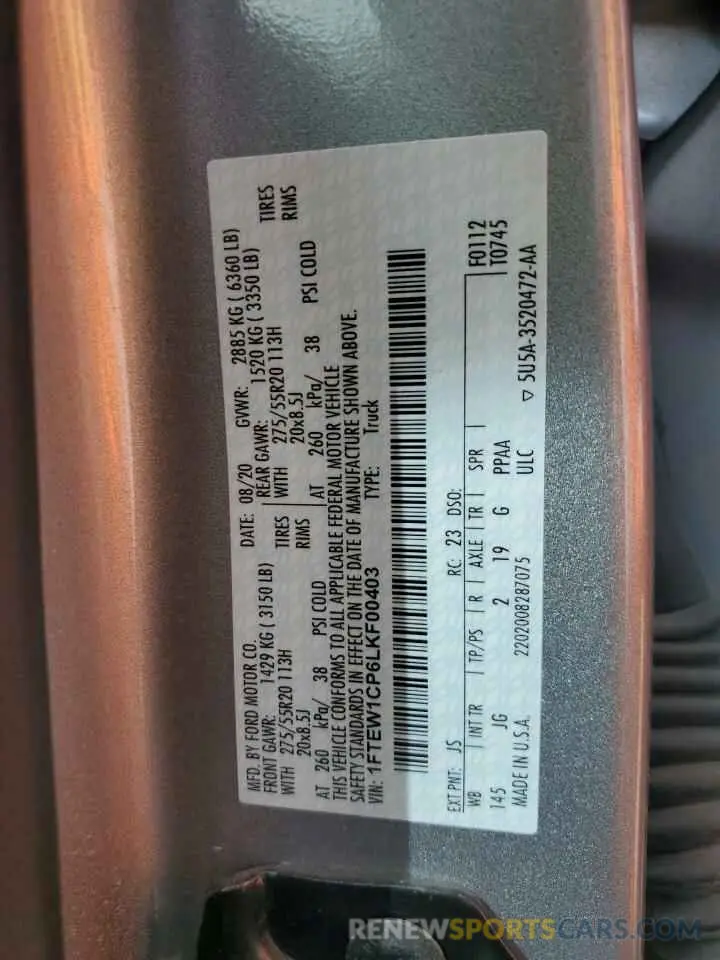 MFD. BY FORD MOTOR CO.
DATE: 08/20 GVWR: 2885 KG ( 6360 LB)
FRONT GAWR: 1429 KG ( 3150 LB)
REAR GAWR: 1520 KG ( 3350 LB)
WITH 275/55R20 113H TIRES
WITH 275/55R20 113H TIRES
20x8.5J RIMS
20x8.5J RIMS
AT 260 kPa/ 38 PSI COLD
AT 260 kPa/ 38 PSI COLD
THIS VEHICLE CONFORMS TO ALL APPLICABLE FEDERAL MOTOR VEHICLE
SAFETY STANDARDS IN EFFECT ON THE DATE OF MANUFACTURE SHOWN ABOVE.
VIN: 1FTEW1CP6LKF00403 TYPE: Truck
EXT PNT: JS RC: 23 DSO: F0112
WB INT TR TP/PS R AXLE TR SPR T0745
145 JG 2 19 G PPAA
ULC
MADE IN U.S.A. 2202008287075
▽ 5U5A-3520472-AA
RENEWSPORTSCARS.COM